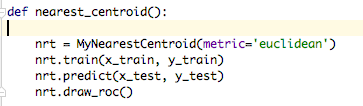 def nearest_centroid():
nrt = MyNearestCentroid(metric='euclidean')
nrt.train(x_train, y_train)
nrt.predict(x_test, y_test)
nrt.draw_roc()